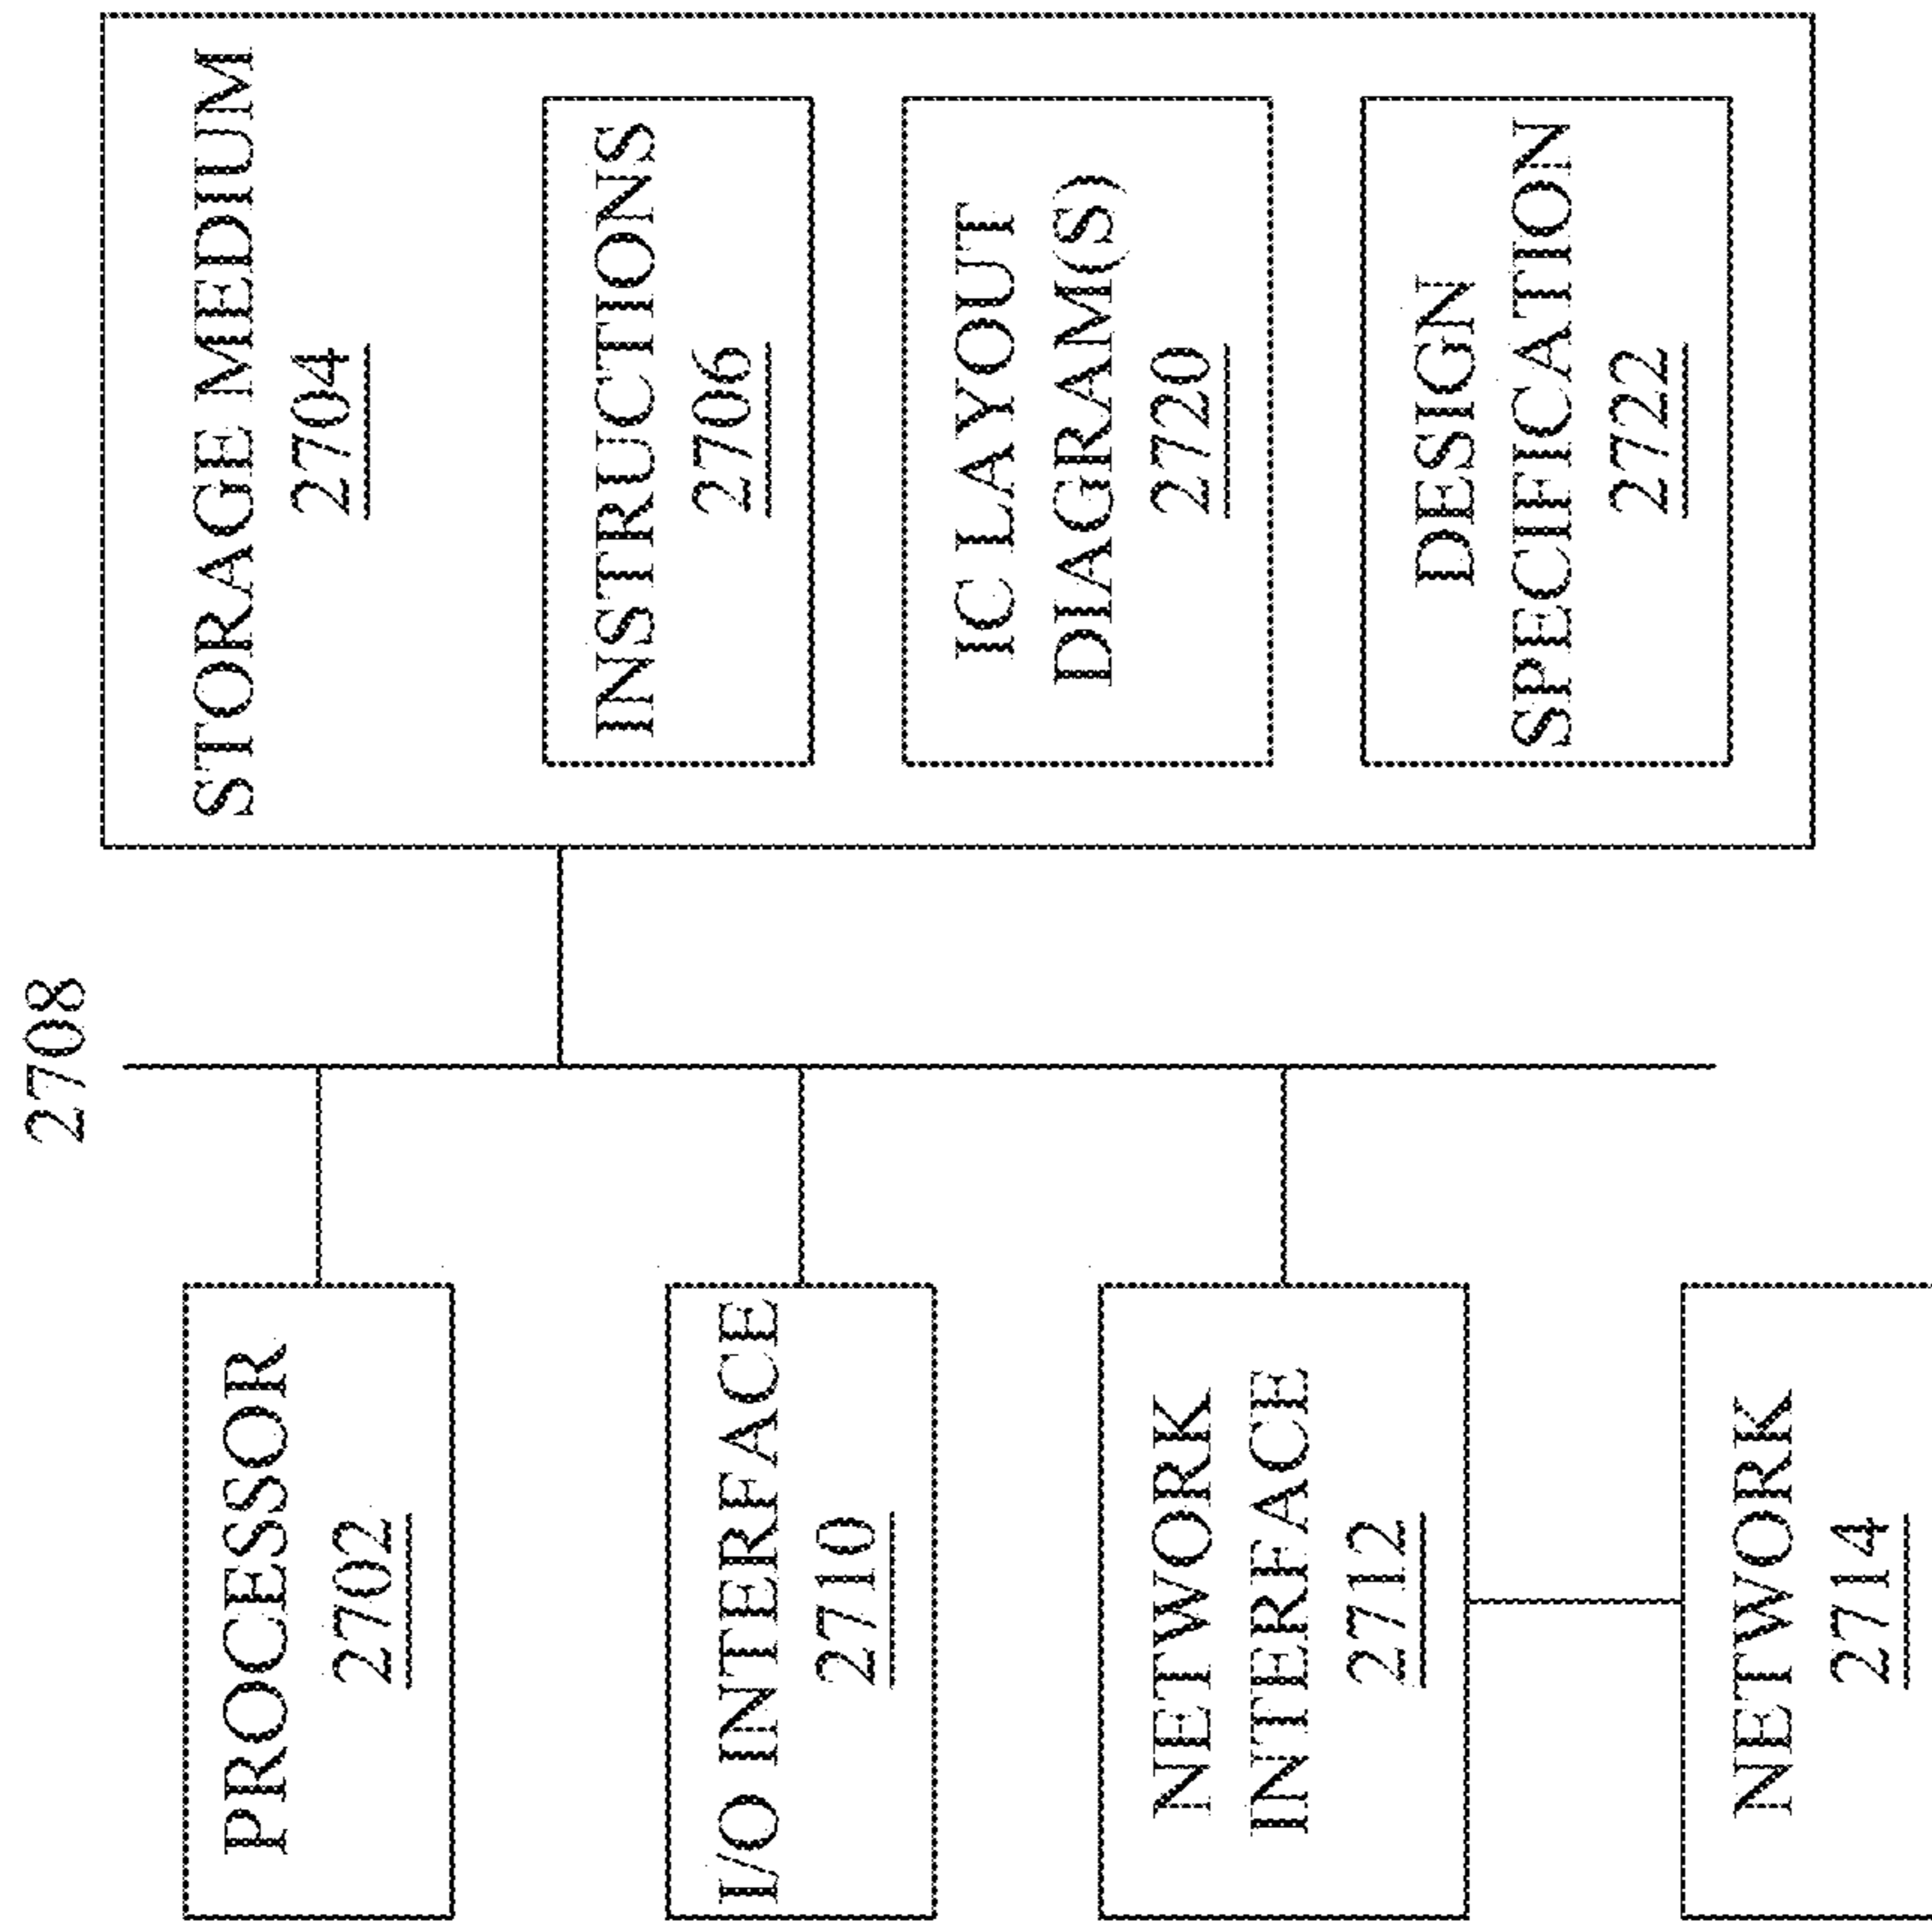 2708
STORAGE MEDIUM
2704
INSTRUCTIONS
2706
IC LAYOUT
DIAGRAM(S)
2720
DESIGN
SPECIFICATION
2722
PROCESSOR
2702
I/O INTERFACE
2710
NETWORK
INTERFACE
2712
NETWORK
2714